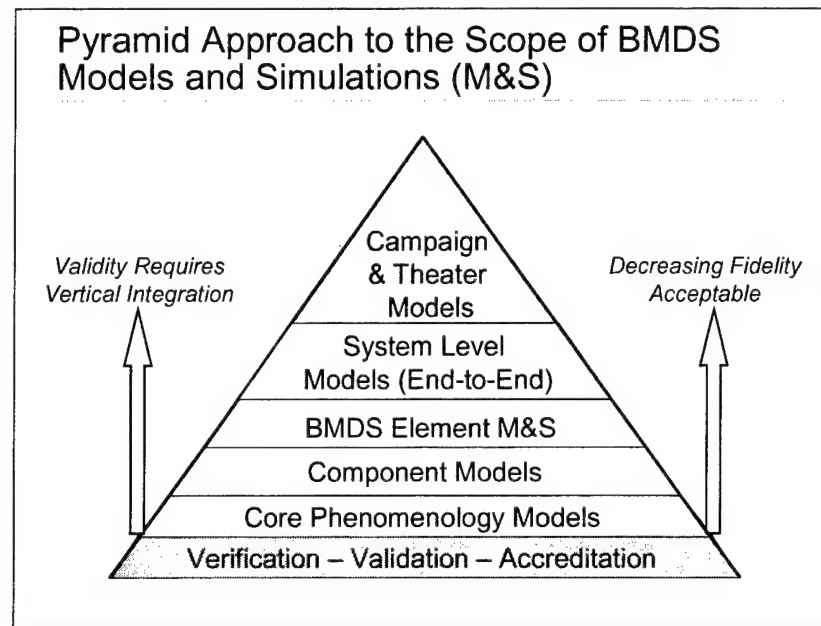 Pyramid Approach to the Scope of BMDS
Models and Simulations (M&S)
Validity Requires
Vertical Integration
Decreasing Fidelity
Acceptable
Campaign
& Theater
Models
System Level
Models (End-to-End)
BMDS Element M&S
Component Models
Core Phenomenology Models
Verification – Validation – Accreditation